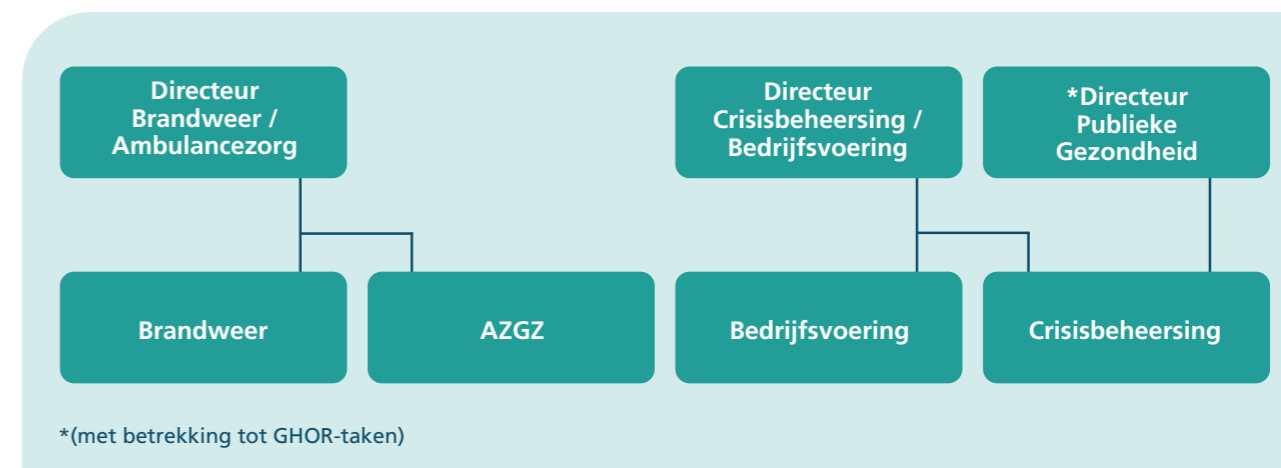 Directeur
Brandweer /
Ambulancezorg
Directeur
Crisisbeheersing /
Bedrijfsvoering
*Directeur
Publieke
Gezondheid
Brandweer
AZGZ
Bedrijfsvoering
Crisisbeheersing
*(met betrekking tot GHOR-taken)